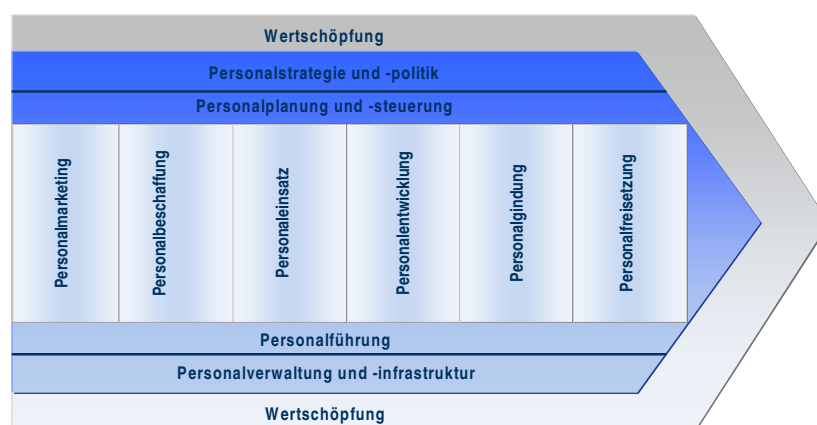 Wertschöpfung
Personalstrategie und -politik
Personalplanung und -steuerung
Personalmarketing
Personalbeschaffung
Personaleinsatz
Personalentwicklung
Personalgindung
Personalfreisetzung
Personalführung
Personalverwaltung und -infrastruktur
Wertschöpfung